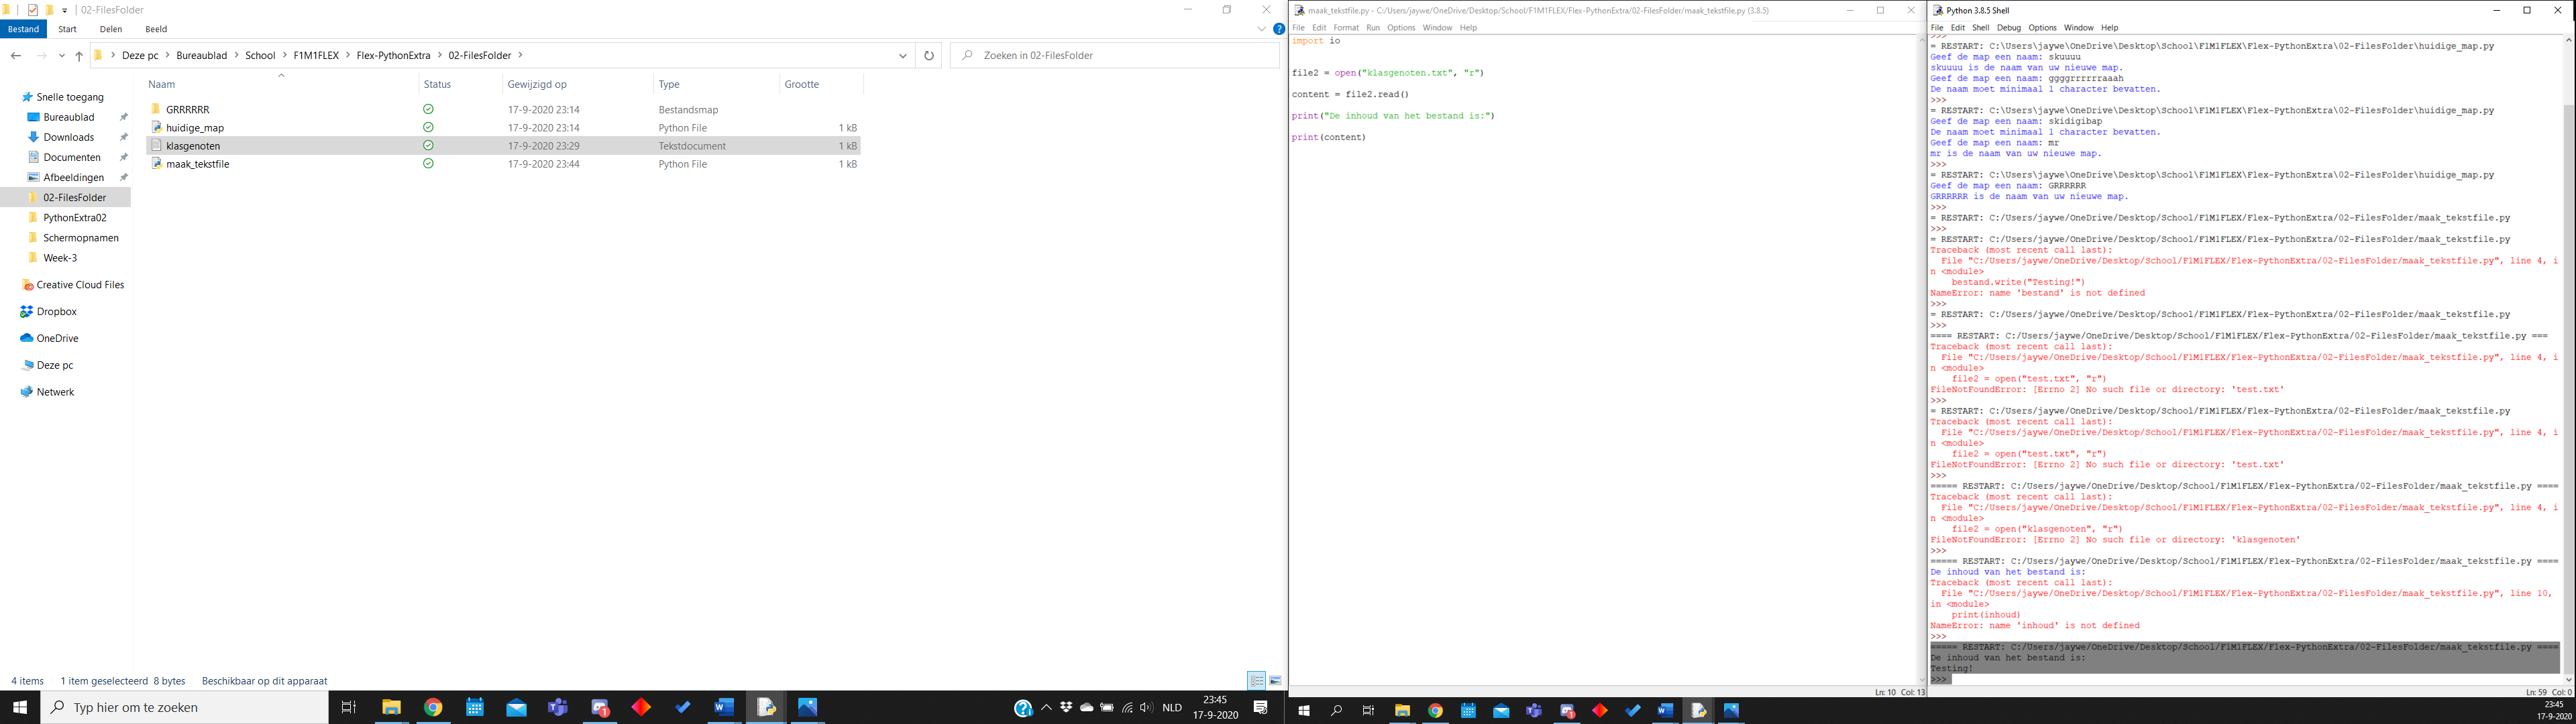 02-FilesFolder
Bestand Start Delen Beeld
Deze pc Bureaublad School F1M1FLEX Flex-PythonExtra 02-FilesFolder
Zoeken in 02-FilesFolder
Naam Status Gewijzigd op Type Grootte
GRRRRRR 17-9-2020 23:14 Bestandsmap
huidige_map 17-9-2020 23:14 Python File 1 kB
klasgenoten 17-9-2020 23:29 Tekstdocument 1 kB
maak_tekstfile 17-9-2020 23:44 Python File 1 kB
Snelle toegang
Bureaublad
Downloads
Documenten
Afbeeldingen
02-FilesFolder
PythonExtra02
Schermopnamen
Week-3
Creative Cloud Files
Dropbox
OneDrive
Deze pc
Netwerk
4 items 1 item geselecteerd 8 bytes Beschikbaar op dit apparaat
Typ hier om te zoeken
NLD
23:45
17-9-2020
maak_tekstfile.py - C:/Users/jaywe/OneDrive/Desktop/School/F1M1FLEX/Flex-PythonExtra/02-FilesFolder/maak_tekstfile.py (3.8.5)
File Edit Format Run Options Window Help
import io
file2 = open("klasgenoten.txt", "r")
content = file2.read()
print("De inhoud van het bestand is:")
print(content)
Ln: 10 Col: 13
Python 3.8.5 Shell
File Edit Shell Debug Options Window Help
>>>
= RESTART: C:\Users\jaywe\OneDrive\Desktop\School\F1M1FLEX\Flex-PythonExtra\02-FilesFolder\huidige_map.py
Geef de map een naam: skuuuu
skuuuu is de naam van uw nieuwe map.
Geef de map een naam: ggggrrrrrraaah
De naam moet minimaal 1 character bevatten.
>>>
= RESTART: C:\Users\jaywe\OneDrive\Desktop\School\F1M1FLEX\Flex-PythonExtra\02-FilesFolder\huidige_map.py
Geef de map een naam: skidigibap
De naam moet minimaal 1 character bevatten.
Geef de map een naam: mr
mr is de naam van uw nieuwe map.
>>>
= RESTART: C:\Users\jaywe\OneDrive\Desktop\School\F1M1FLEX\Flex-PythonExtra\02-FilesFolder\huidige_map.py
Geef de map een naam: GRRRRRR
GRRRRRR is de naam van uw nieuwe map.
>>>
= RESTART: C:/Users/jaywe/OneDrive/Desktop/School/F1M1FLEX/Flex-PythonExtra/02-FilesFolder/maak_tekstfile.py
>>>
= RESTART: C:/Users/jaywe/OneDrive/Desktop/School/F1M1FLEX/Flex-PythonExtra/02-FilesFolder/maak_tekstfile.py
Traceback (most recent call last):
File "C:/Users/jaywe/OneDrive/Desktop/School/F1M1FLEX/Flex-PythonExtra/02-FilesFolder/maak_tekstfile.py", line 4, i
n <module>
bestand.write("Testing!")
NameError: name 'bestand' is not defined
>>>
= RESTART: C:/Users/jaywe/OneDrive/Desktop/School/F1M1FLEX/Flex-PythonExtra/02-FilesFolder/maak_tekstfile.py
>>>
==== RESTART: C:/Users/jaywe/OneDrive/Desktop/School/F1M1FLEX/Flex-PythonExtra/02-FilesFolder/maak_tekstfile.py ===
Traceback (most recent call last):
File "C:/Users/jaywe/OneDrive/Desktop/School/F1M1FLEX/Flex-PythonExtra/02-FilesFolder/maak_tekstfile.py", line 4, i
n <module>
file2 = open("test.txt", "r")
FileNotFoundError: [Errno 2] No such file or directory: 'test.txt'
>>>
= RESTART: C:/Users/jaywe/OneDrive/Desktop/School/F1M1FLEX/Flex-PythonExtra/02-FilesFolder/maak_tekstfile.py
Traceback (most recent call last):
File "C:/Users/jaywe/OneDrive/Desktop/School/F1M1FLEX/Flex-PythonExtra/02-FilesFolder/maak_tekstfile.py", line 4, i
n <module>
file2 = open("test.txt", "r")
FileNotFoundError: [Errno 2] No such file or directory: 'test.txt'
>>>
===== RESTART: C:/Users/jaywe/OneDrive/Desktop/School/F1M1FLEX/Flex-PythonExtra/02-FilesFolder/maak_tekstfile.py ====
Traceback (most recent call last):
File "C:/Users/jaywe/OneDrive/Desktop/School/F1M1FLEX/Flex-PythonExtra/02-FilesFolder/maak_tekstfile.py", line 4, i
n <module>
file2 = open("klasgenoten", "r")
FileNotFoundError: [Errno 2] No such file or directory: 'klasgenoten'
>>>
===== RESTART: C:/Users/jaywe/OneDrive/Desktop/School/F1M1FLEX/Flex-PythonExtra/02-FilesFolder/maak_tekstfile.py ====
De inhoud van het bestand is:
Traceback (most recent call last):
File "C:/Users/jaywe/OneDrive/Desktop/School/F1M1FLEX/Flex-PythonExtra/02-FilesFolder/maak_tekstfile.py", line 10,
in <module>
print(inhoud)
NameError: name 'inhoud' is not defined
>>>
===== RESTART: C:/Users/jaywe/OneDrive/Desktop/School/F1M1FLEX/Flex-PythonExtra/02-FilesFolder/maak_tekstfile.py ====
De inhoud van het bestand is:
Testing!
>>>
Ln: 59 Col: 0
23:45
17-9-2020